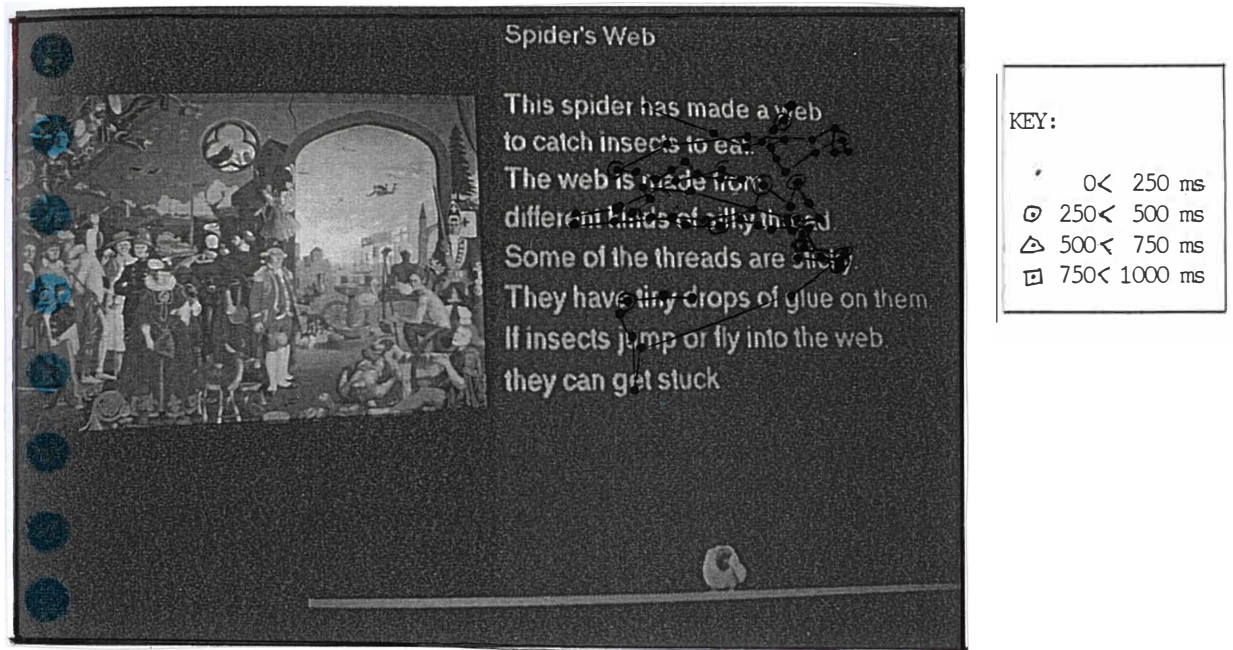 Spider's Web
This spider has made a web
to catch insects to eat.
The web is made from
different kinds of silky thread
Some of the threads are sticky.
They have tiny drops of glue on them
If insects jump or fly into the web
they can get stuck
KEY:
0< 250 ms
250< 500 ms
500< 750 ms
750< 1000 ms